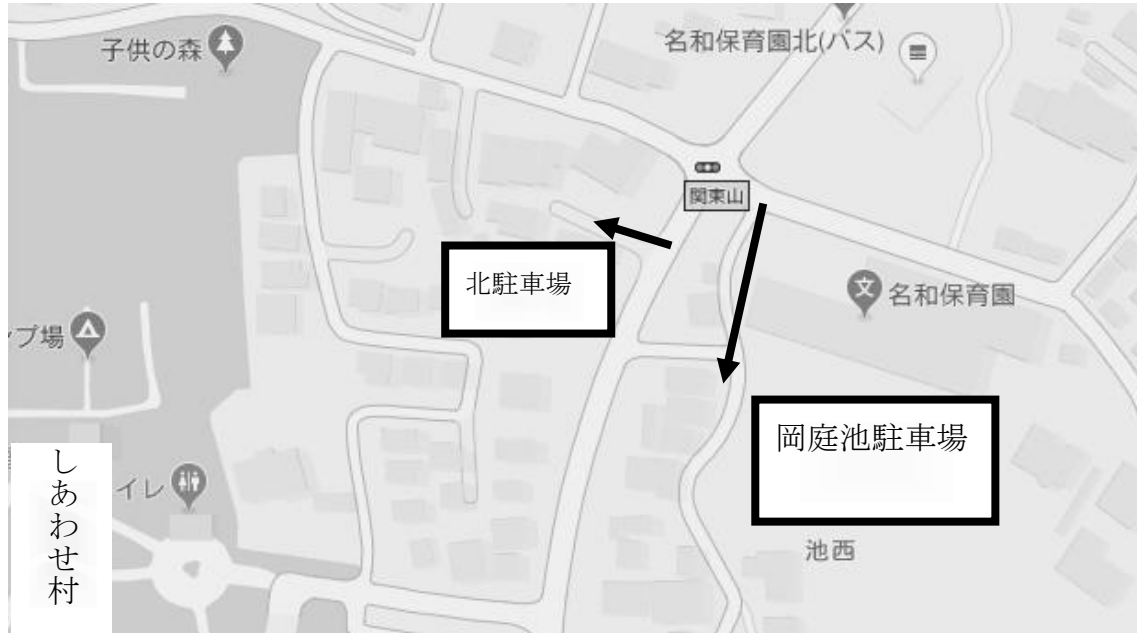 子供の森
名和保育園北(バス)
関東山
北駐車場
名和保育園
プ場
岡庭池駐車場
しあわせ村
イレ
池西